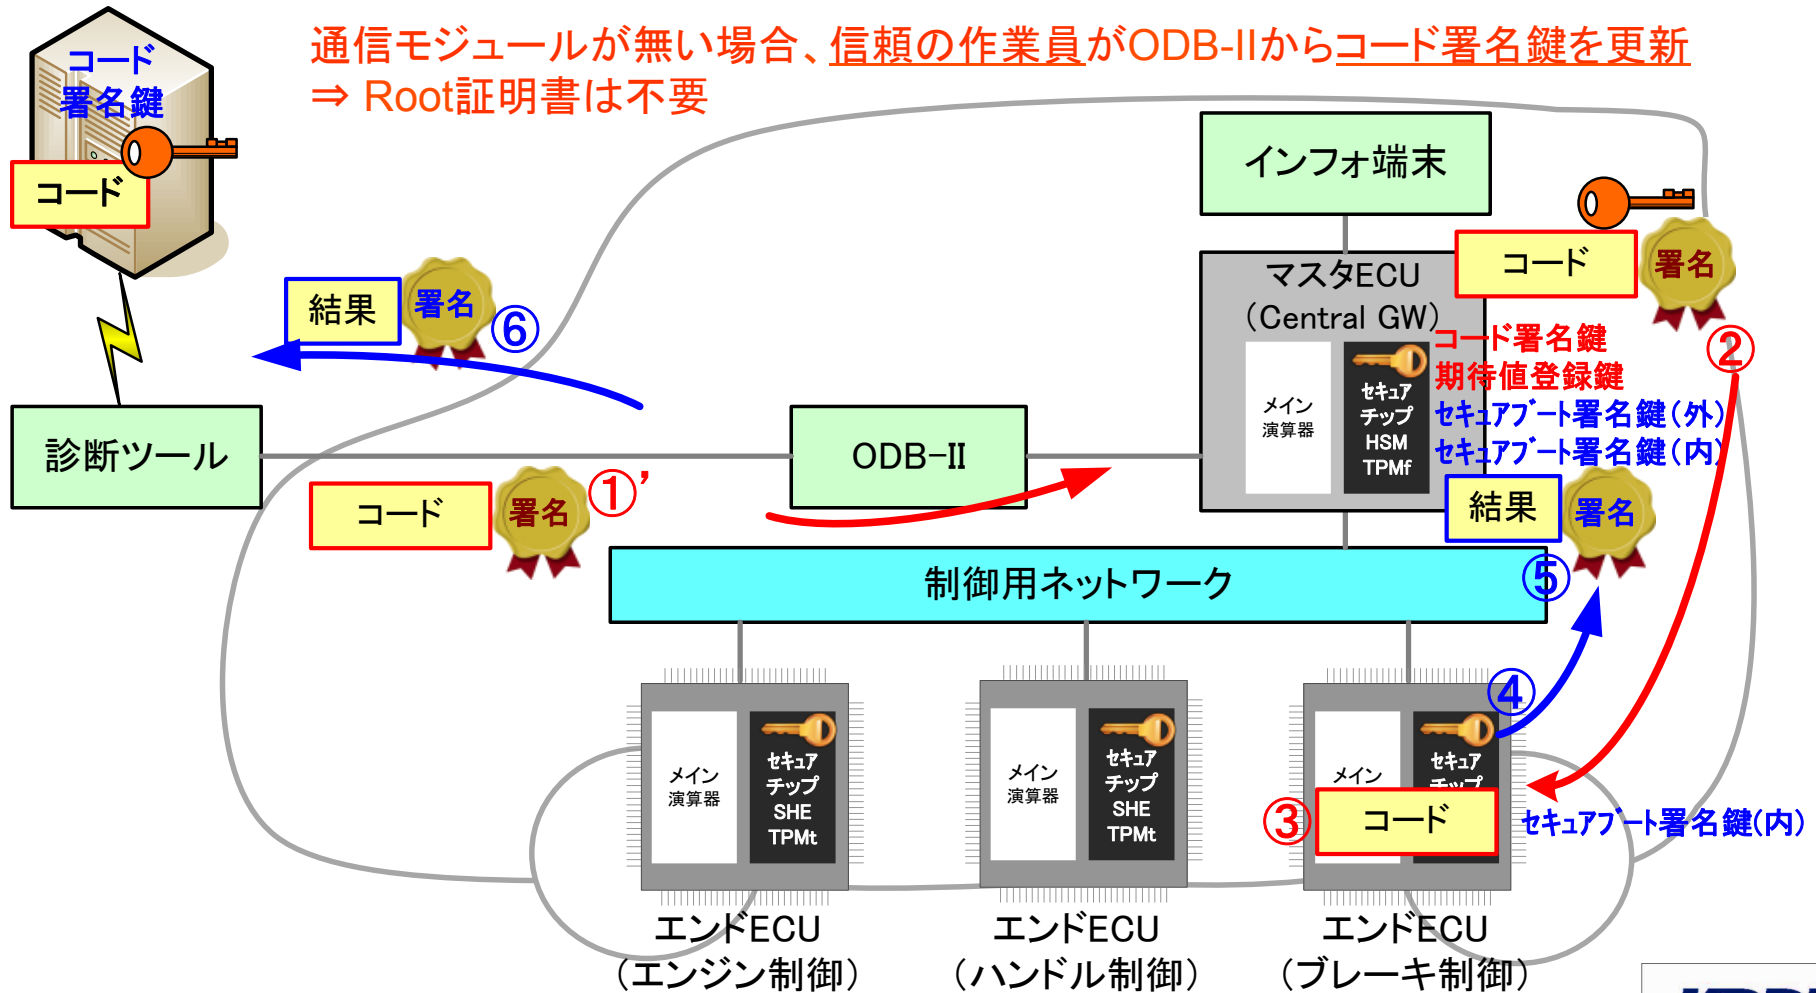 通信モジュールが無い場合、信頼の作業員がODB-IIからコード署名鍵を更新
⇒ Root証明書は不要
コード
署名鍵
コード
インフォ端末
コード
署名
マスタECU
（Central GW）
結果
署名
⑥
メイン
演算器
セキュア
チップ
HSM
TPMf
コード署名鍵
期待値登録鍵
ｾｷｭｱﾌﾞｰﾄ署名鍵（外）
ｾｷｭｱﾌﾞｰﾄ署名鍵（内）
②
診断ツール
ODB-II
コード
署名
①’
結果
署名
⑤
制御用ネットワーク
④
メイン
演算器
セキュア
チップ
SHE
TPMt
メイン
演算器
セキュア
チップ
SHE
TPMt
メイン
セキュア
チップ
③
コード
ｾｷｭｱﾌﾞｰﾄ署名鍵(内)
エンドECU
（エンジン制御）
エンドECU
（ハンドル制御）
エンドECU
（ブレーキ制御）